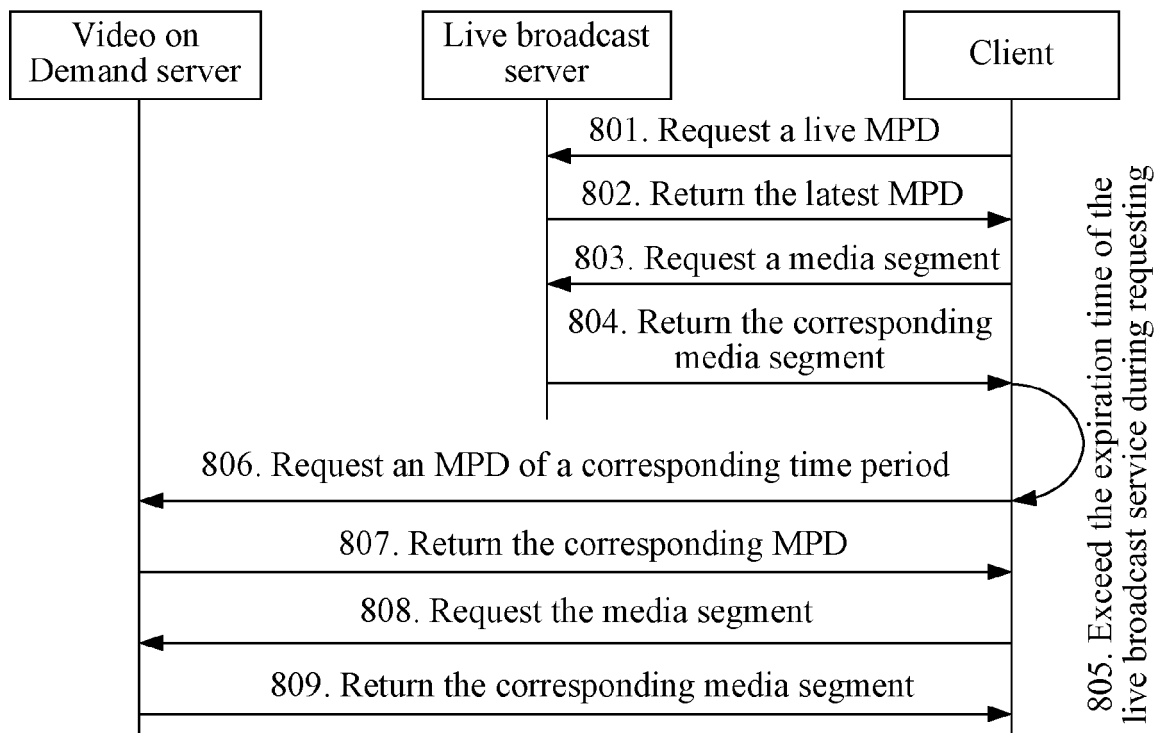 Video on
Demand server
Live broadcast
server
Client
801. Request a live MPD
802. Return the latest MPD
803. Request a media segment
804. Return the corresponding
media segment
805. Exceed the expiration time of the
live broadcast service during requesting
806. Request an MPD of a corresponding time period
807. Return the corresponding MPD
808. Request the media segment
809. Return the corresponding media segment